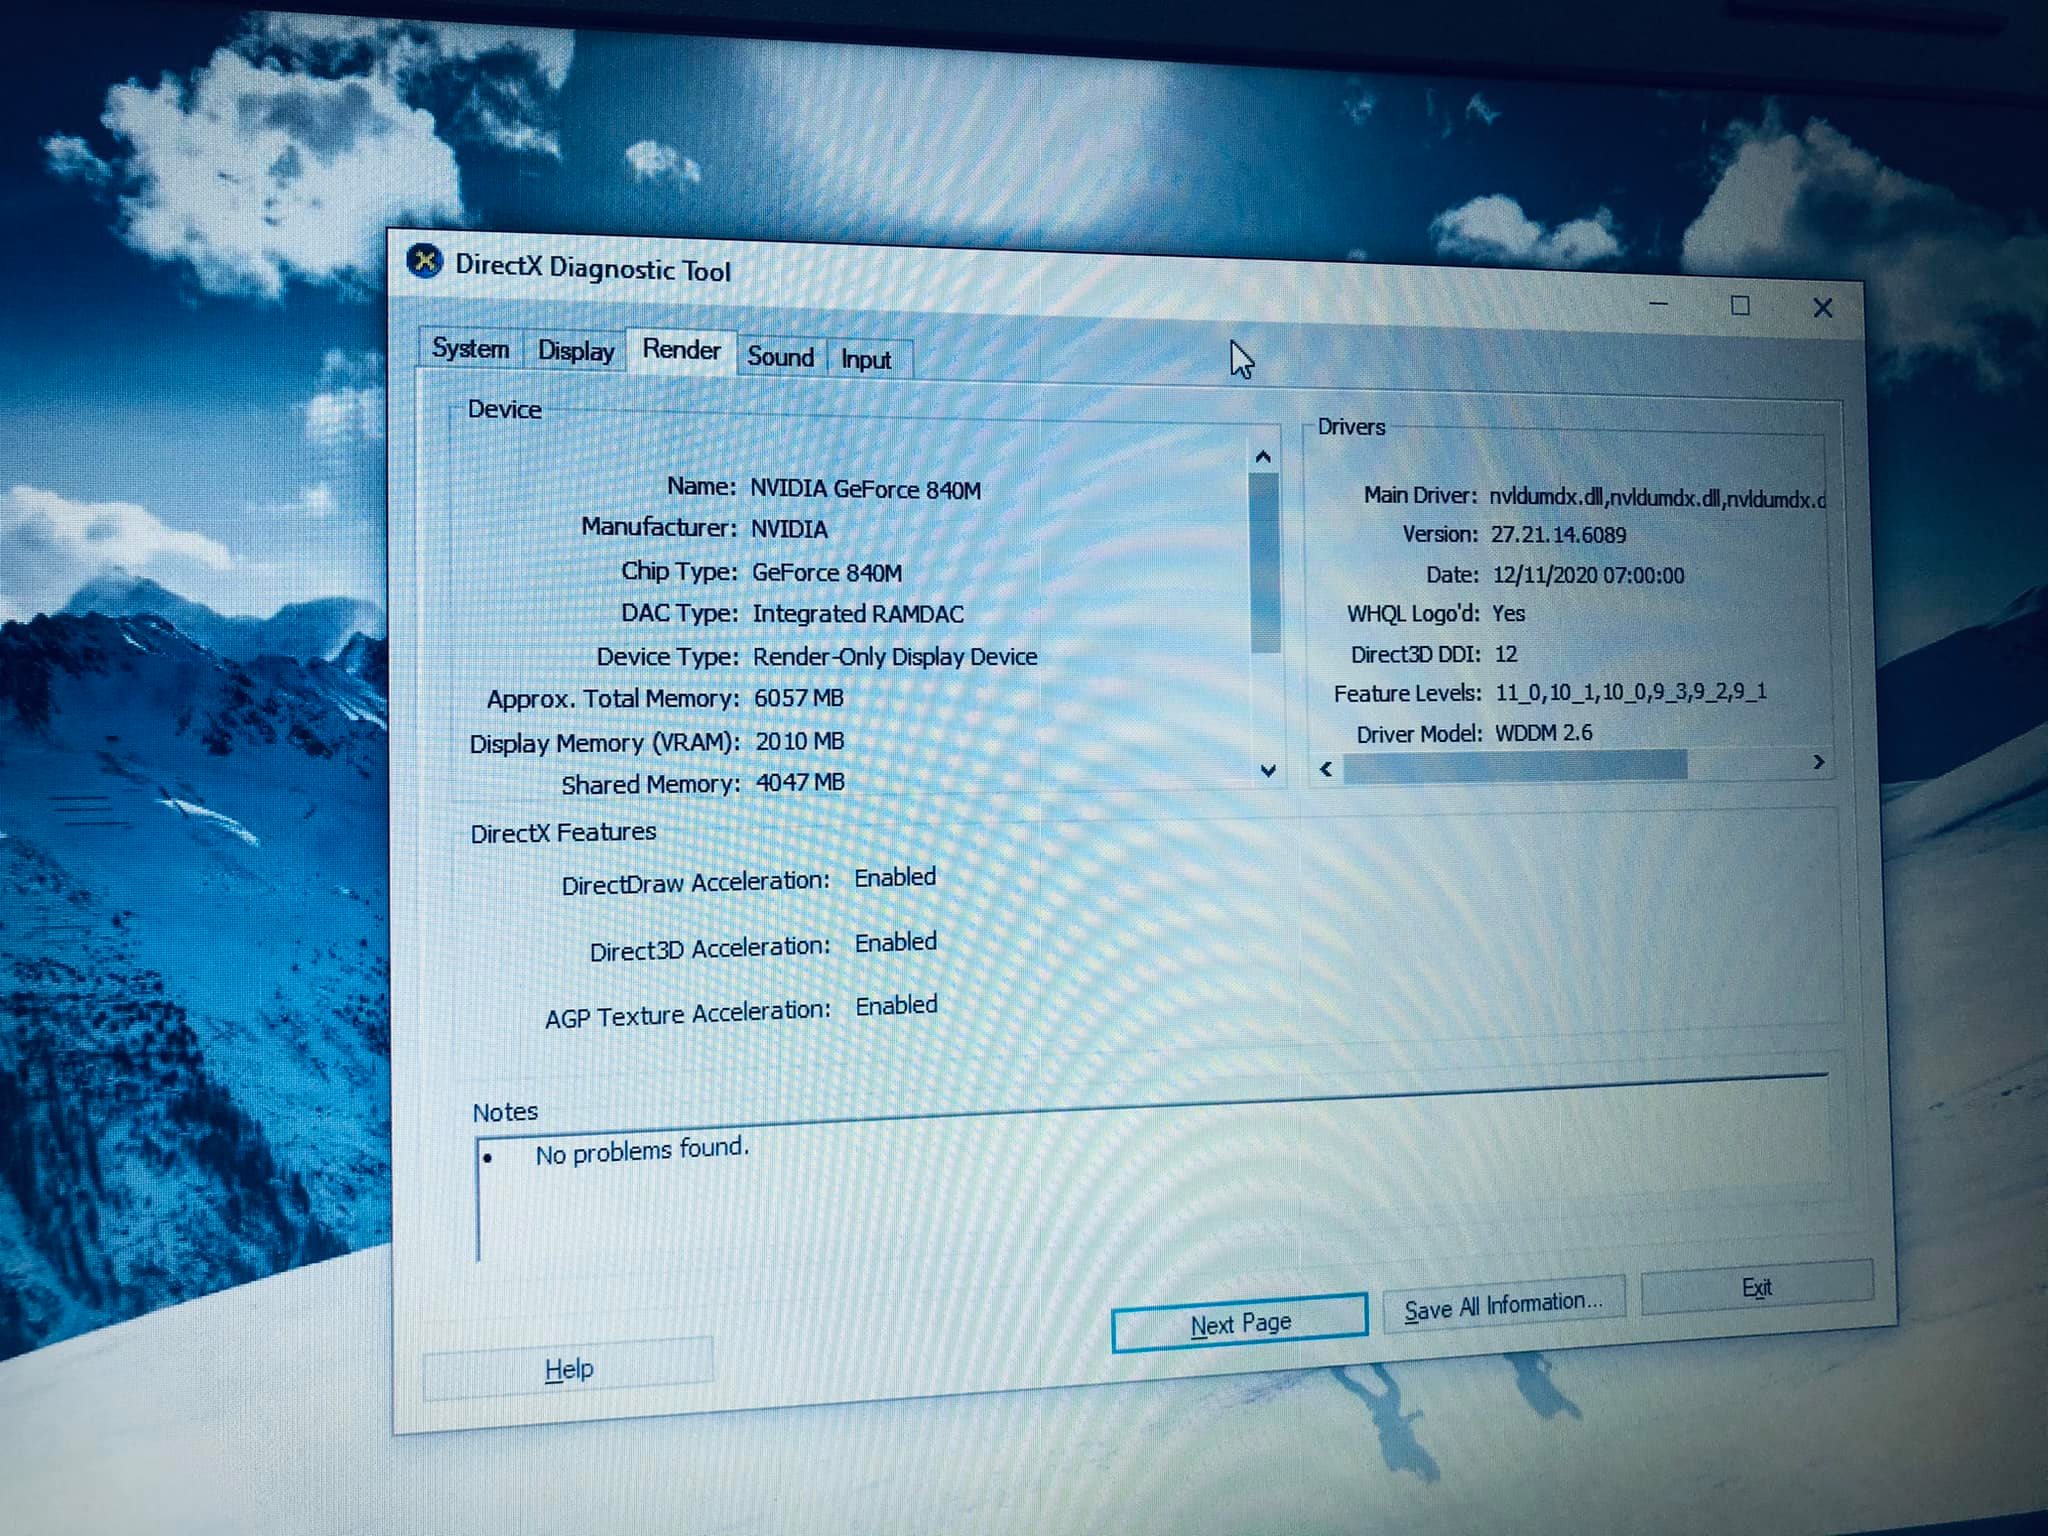 DirectX Diagnostic Tool
System Display Render Sound Input
Device
Name: NVIDIA GeForce 840M
Manufacturer: NVIDIA
Chip Type: GeForce 840M
DAC Type: Integrated RAMDAC
Device Type: Render-Only Display Device
Approx. Total Memory: 6057 MB
Display Memory (VRAM): 2010 MB
Shared Memory: 4047 MB
Drivers
Main Driver: nvldumdx.dll,nvldumdx.dll,nvldumdx.d
Version: 27.21.14.6089
Date: 12/11/2020 07:00:00
WHQL Logo'd: Yes
Direct3D DDI: 12
Feature Levels: 11_0,10_1,10_0,9_3,9_2,9_1
Driver Model: WDDM 2.6
DirectX Features
DirectDraw Acceleration: Enabled
Direct3D Acceleration: Enabled
AGP Texture Acceleration: Enabled
Notes
• No problems found.
Help
Next Page
Save All Information...
Exit